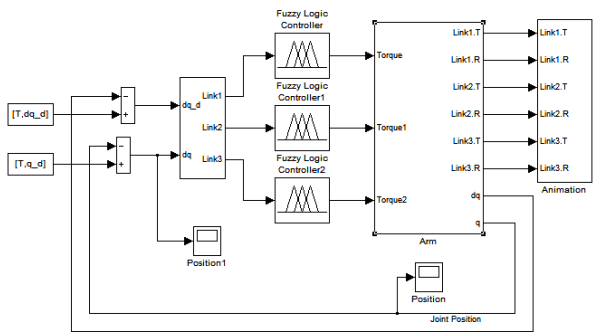 Fuzzy Logic
Controller
Link1.T
Link1.T
Torque
Link1.R
Link1.R
Fuzzy Logic
Controller1
Link1
Link2.T
Link2.T
−
dq_d
[T,dq_d]
+
Link2.R
Link2.R
Link2
Torque1
Link3.T
Link3.T
−
dq
Fuzzy Logic
Controller2
[T,q_d]
+
Link3
Link3.R
Link3.R
dq
Animation
Torque2
q
Arm
Position1
Position
Joint Position